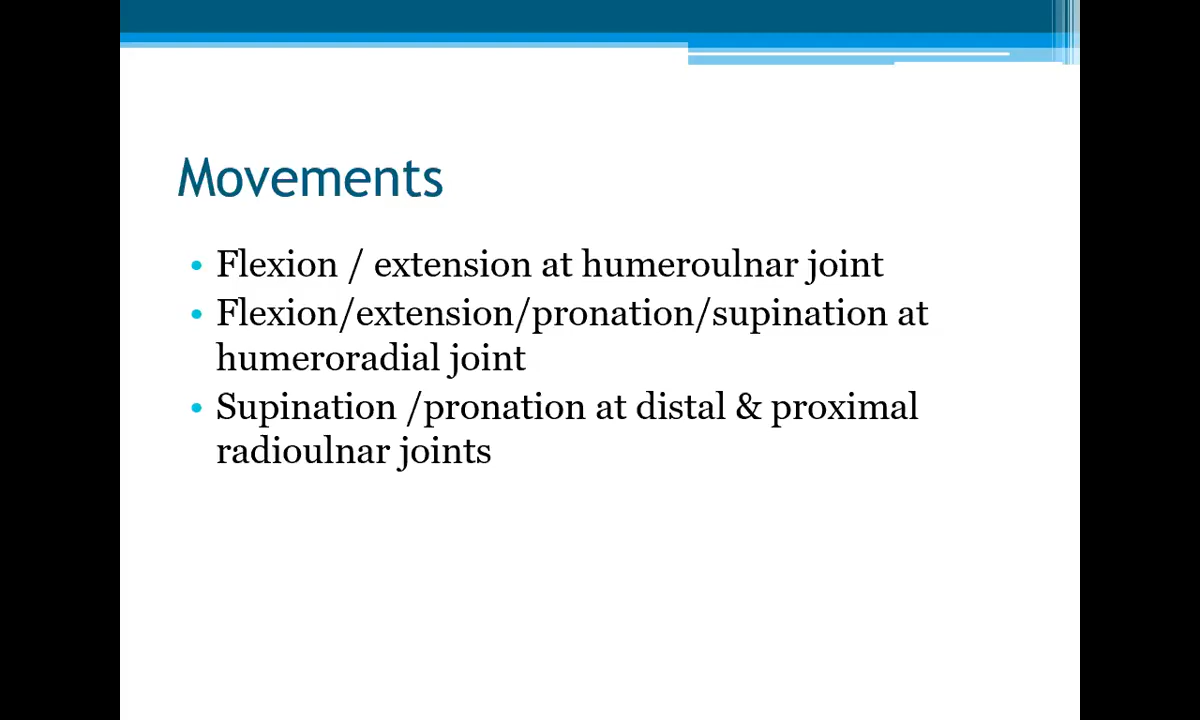 Movements
• Flexion / extension at humeroulnar joint
• Flexion/extension/pronation/supination at
humeroradial joint
• Supination /pronation at distal & proximal
radioulnar joints